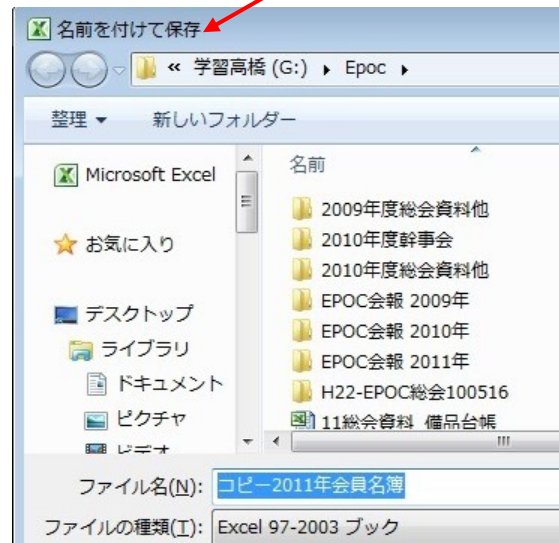 名前を付けて保存
« 学習高橋 (G:) ▸ Epoc ▸
整理 ▼ 新しいフォルダー
Microsoft Excel
お気に入り
デスクトップ
ライブラリ
ドキュメント
ピクチャ
ビデオ
名前
2009年度総会資料他
2010年度幹事会
2010年度総会資料他
EPOC会報 2009年
EPOC会報 2010年
EPOC会報 2011年
H22-EPOC総会100516
11総会資料 備品台帳
ファイル名(N): コピー2011年会員名簿
ファイルの種類(T): Excel 97-2003 ブック